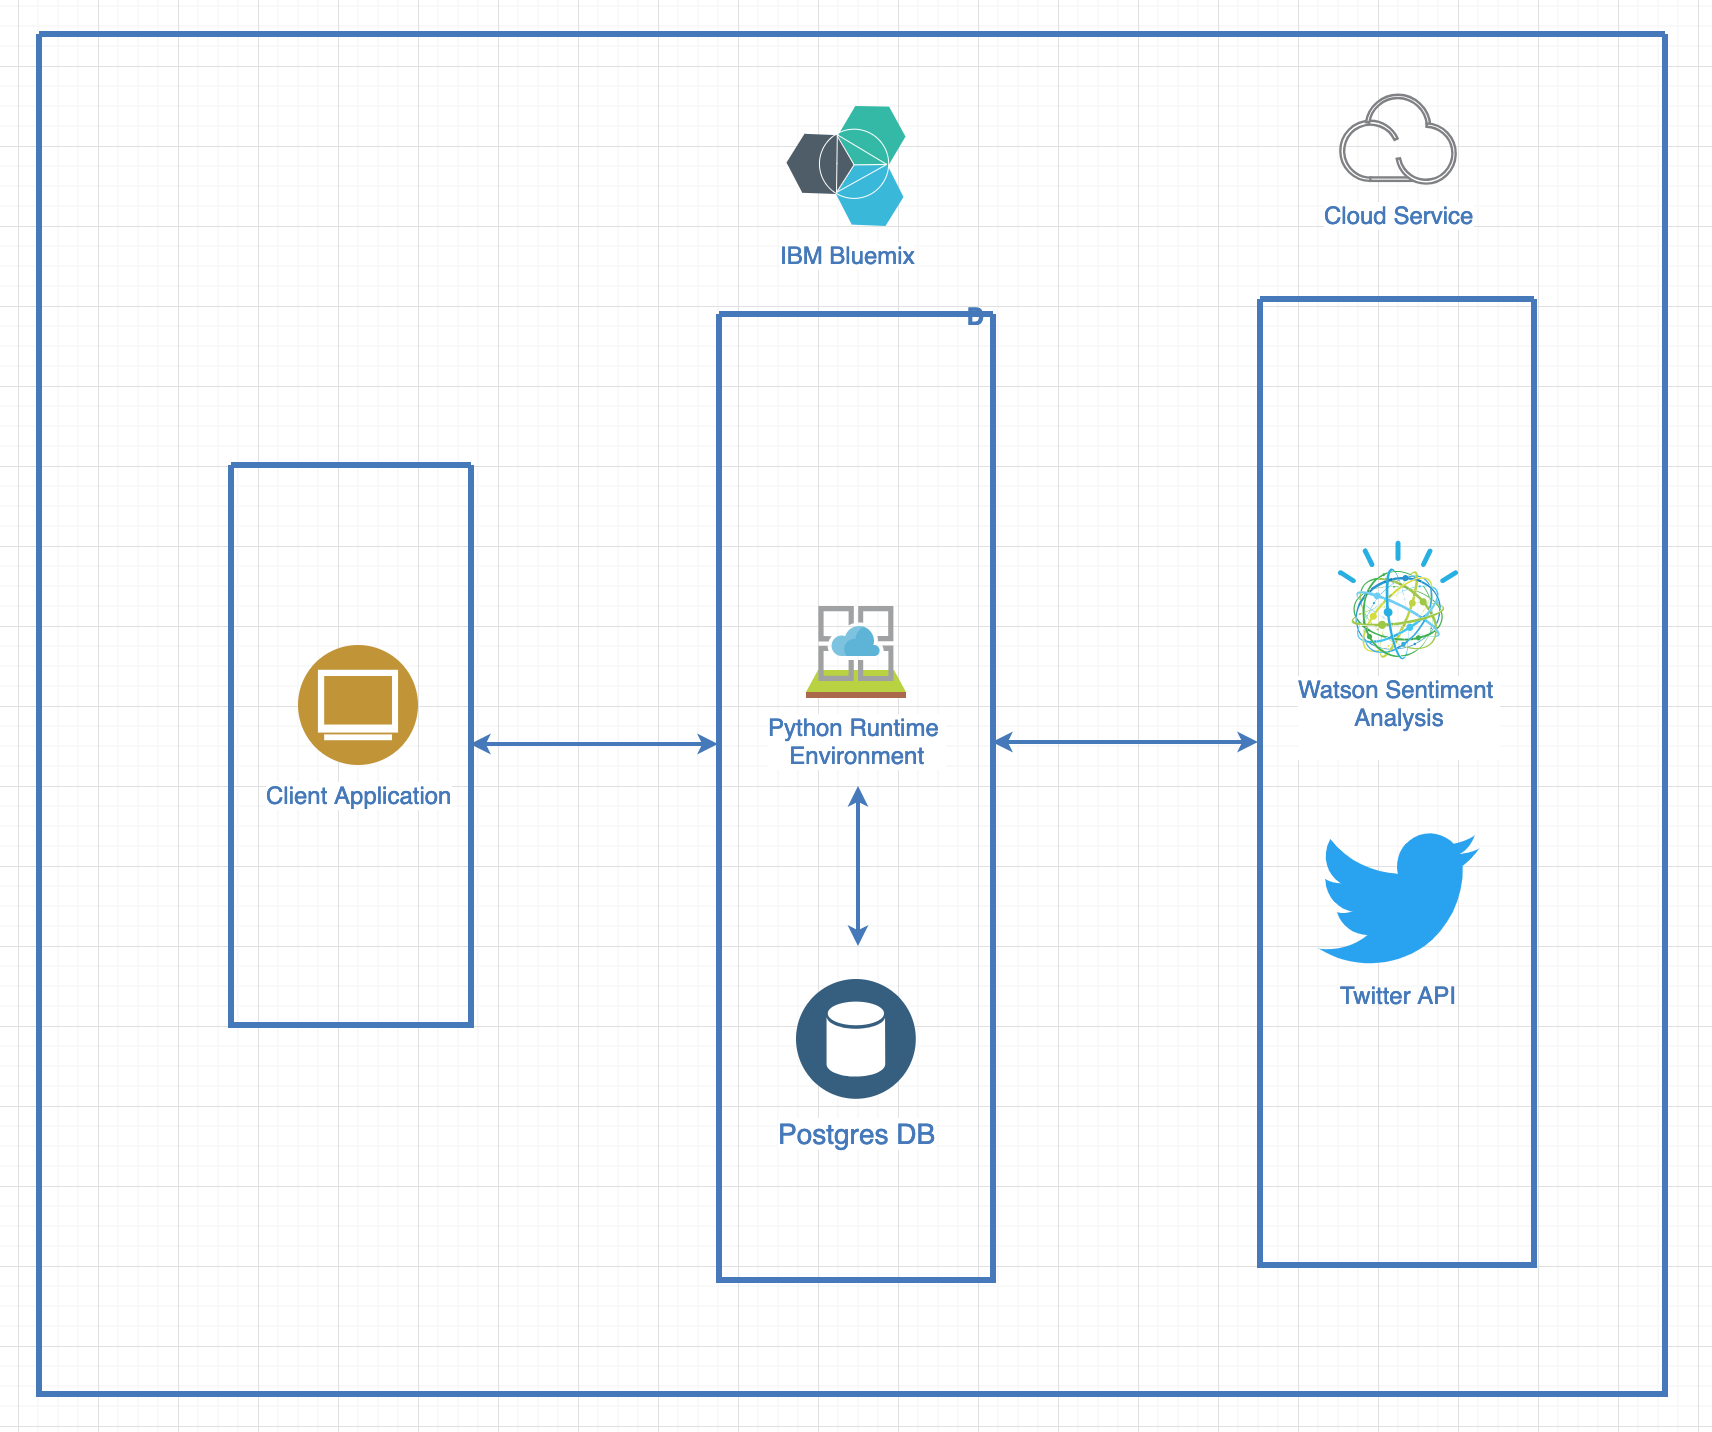 IBM Bluemix
Cloud Service
D
Client Application
Python Runtime
Environment
Postgres DB
Watson Sentiment
Analysis
Twitter API